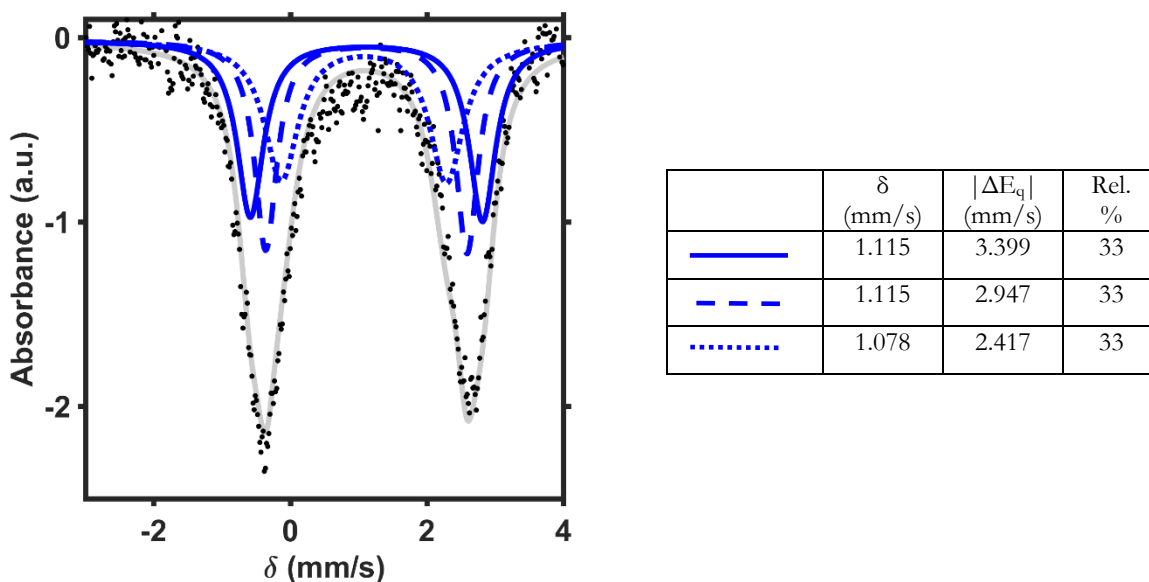 0
-1
-2
Absorbance (a.u.)
-2 0 2 4
δ (mm/s)
δ (mm/s) |ΔEq| (mm/s) Rel. %
1.115 3.399 33
1.115 2.947 33
1.078 2.417 33